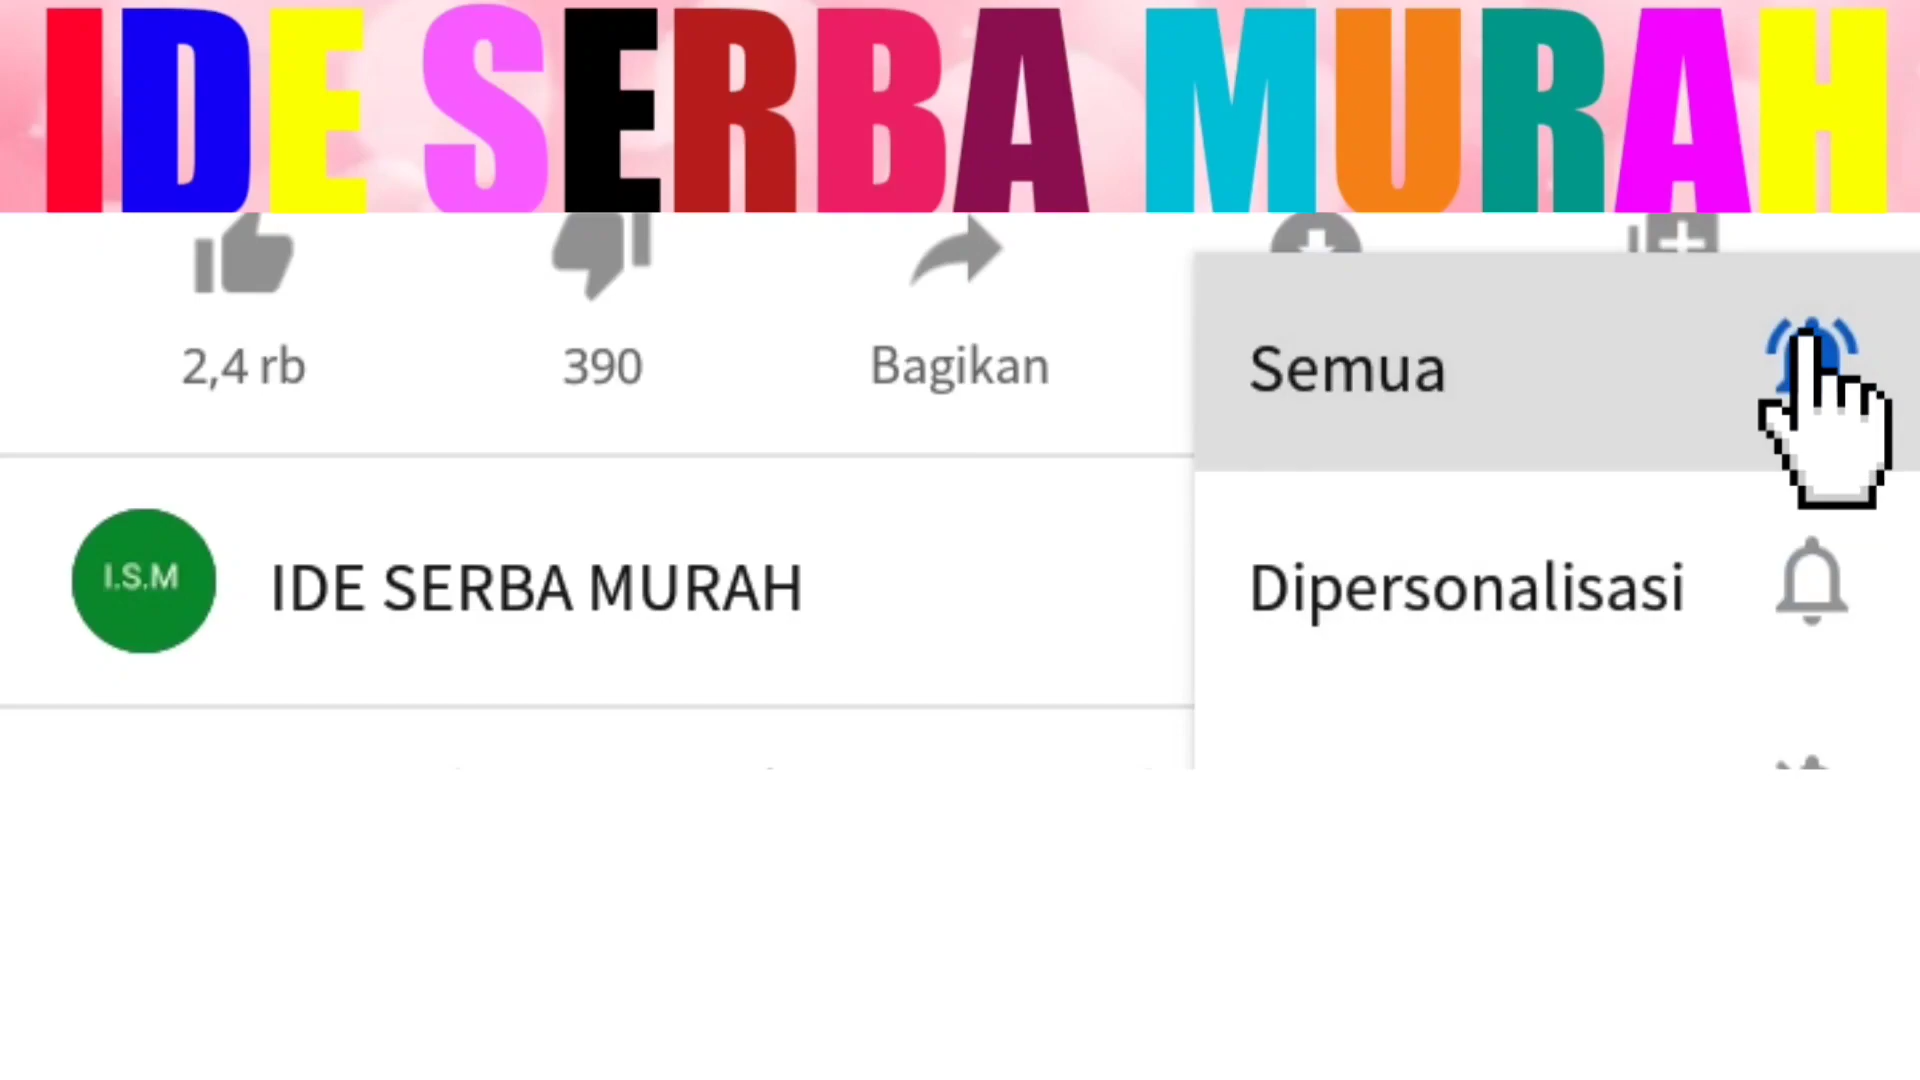 IDE SERBA MURAH
2,4 rb
390
Bagikan
Semua
I.S.M
IDE SERBA MURAH
Dipersonalisasi